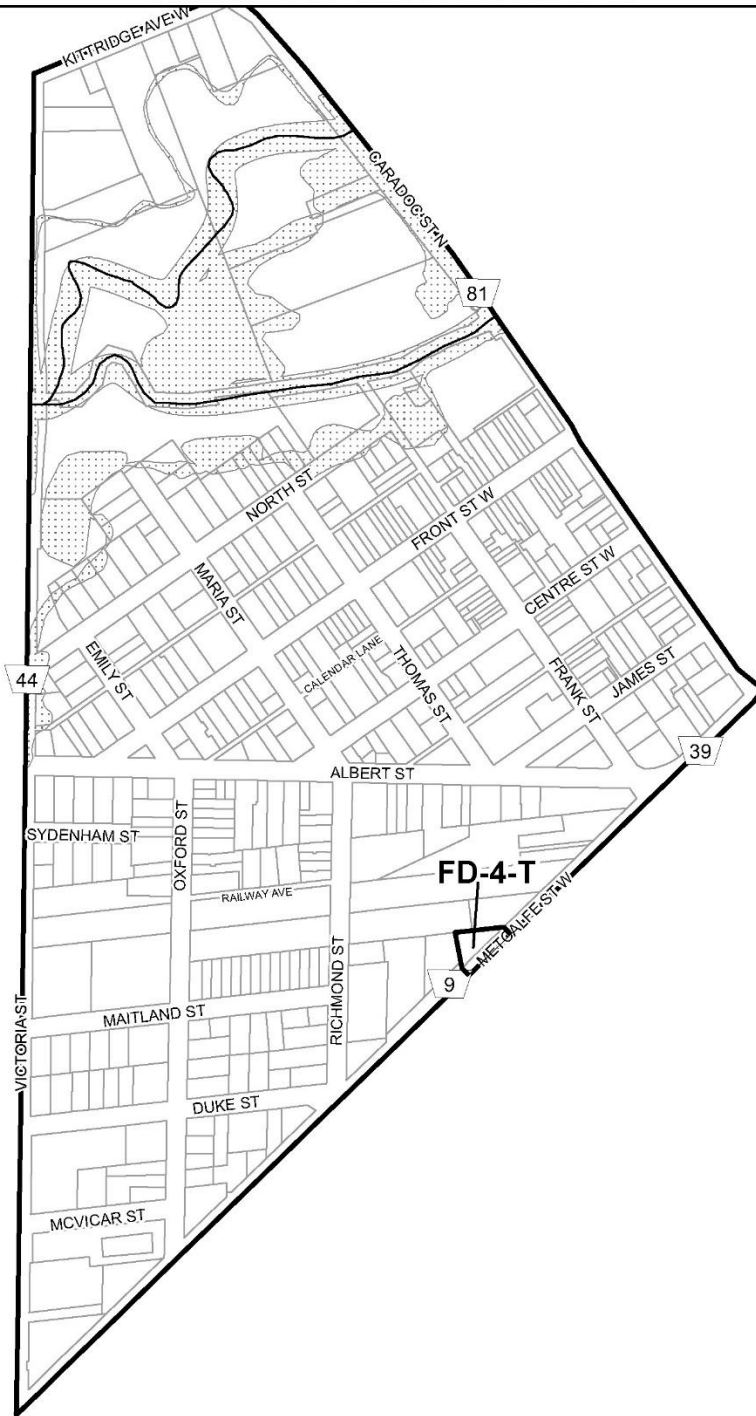 KITTRIDGE AVE W
CARADOC ST N
81
NORTH ST
FRONT ST W
MARIA ST
CENTRE ST W
EMILY ST
CALENDAR LANE
THOMAS ST
FRANK ST
JAMES ST
44
39
ALBERT ST
SYDENHAM ST
OXFORD ST
FD-4-T
RAILWAY AVE
METCALFE ST W
RICHMOND ST
9
VICTORIA ST
MAITLAND ST
DUKE ST
MCVICAR ST